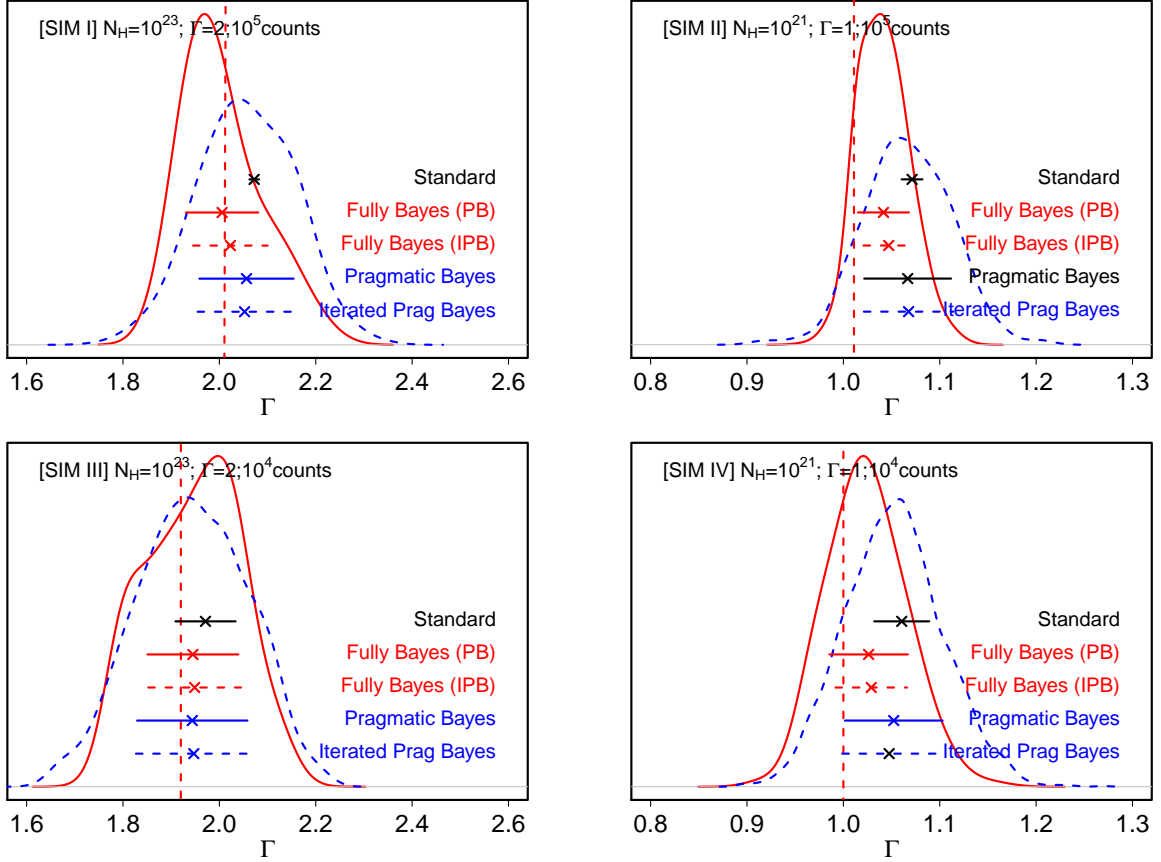 [SIM I] N_H=10^23; Γ=2;10^5counts
Standard
Fully Bayes (PB)
Fully Bayes (IPB)
Pragmatic Bayes
Iterated Prag Bayes
1.6 1.8 2.0 2.2 2.4 2.6
Γ
[SIM II] N_H=10^21; Γ=1;10^5counts
Standard
Fully Bayes (PB)
Fully Bayes (IPB)
Pragmatic Bayes
Iterated Prag Bayes
0.8 0.9 1.0 1.1 1.2 1.3
Γ
[SIM III] N_H=10^23; Γ=2;10^4counts
Standard
Fully Bayes (PB)
Fully Bayes (IPB)
Pragmatic Bayes
Iterated Prag Bayes
1.6 1.8 2.0 2.2 2.4 2.6
Γ
[SIM IV] N_H=10^21; Γ=1;10^4counts
Standard
Fully Bayes (PB)
Fully Bayes (IPB)
Pragmatic Bayes
Iterated Prag Bayes
0.8 0.9 1.0 1.1 1.2 1.3
Γ